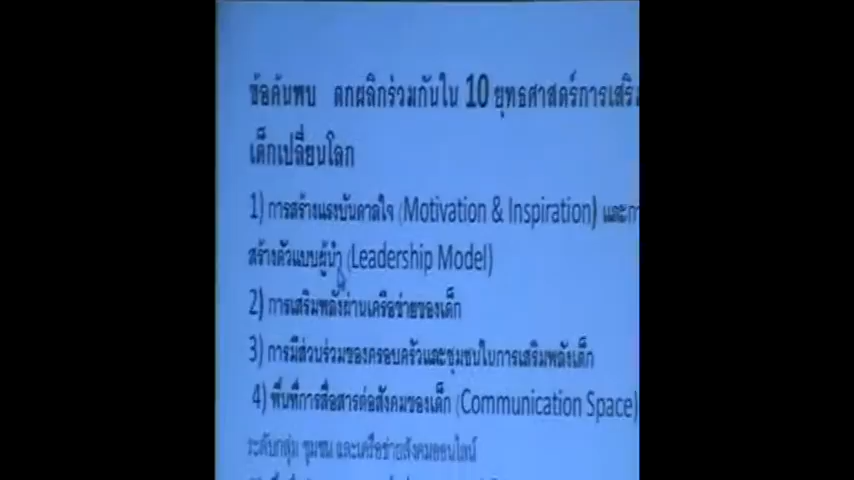 ข้อค้นพบ ตกผลึกร่วมกันใน 10 ยุทธศาสตร์การเสริม
เด็กเปลี่ยนโลก
1) การสร้างแรงบันดาลใจ (Motivation & Inspiration) และกา
สร้างตัวแบบผู้นำ (Leadership Model)
2) การเสริมพลังผ่านเครือข่ายของเด็ก
3) การมีส่วนร่วมของครอบครัวและชุมชนในการเสริมพลังเด็ก
4) พื้นที่การสื่อสารต่อสังคมของเด็ก (Communication Space)
ระดับกลุ่ม ชุมชน และเครือข่ายสังคมออนไลน์